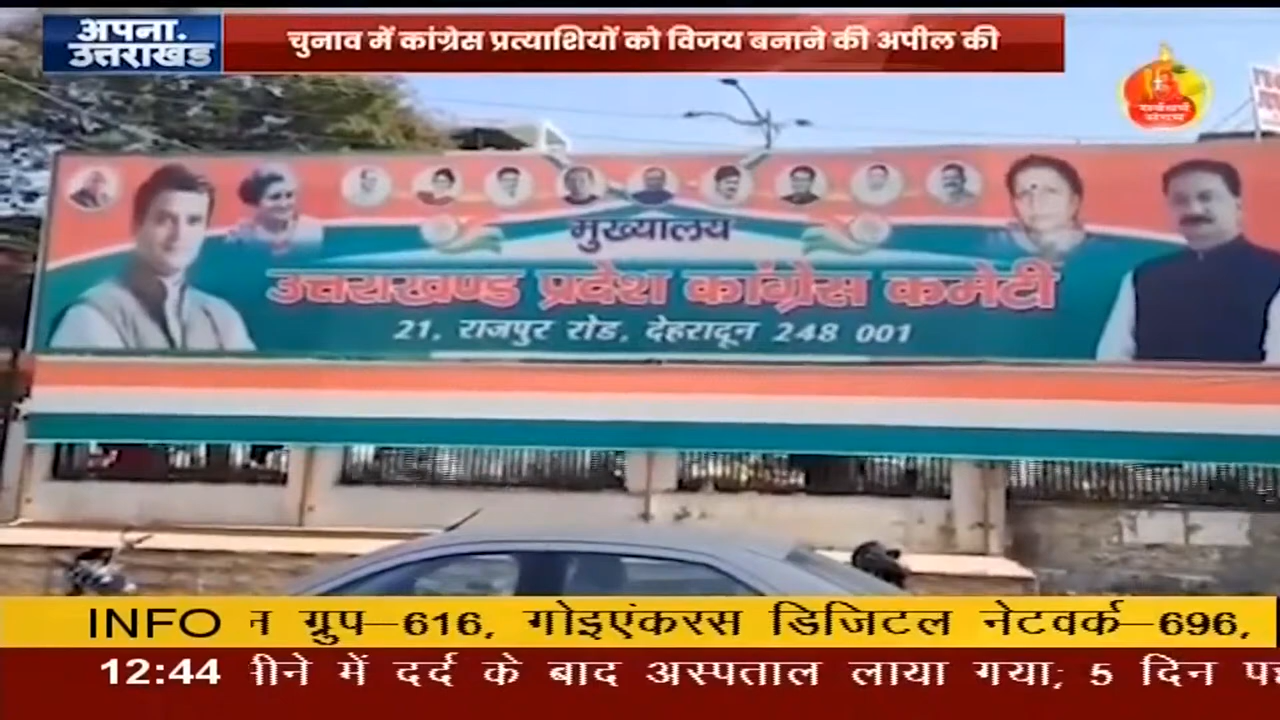 अपना.
उत्तराखंड
चुनाव में कांग्रेस प्रत्याशियों को विजय बनाने की अपील की
मुख्यालय
उत्तराखण्ड प्रदेश कांग्रेस कमेटी
21, राजपुर रोड, देहरादून 248 001
INFO न ग्रुप-616, गोइएंकरस डिजिटल नेटवर्क-696,
12:44 ीने में दर्द के बाद अस्पताल लाया गया; 5 दिन पह